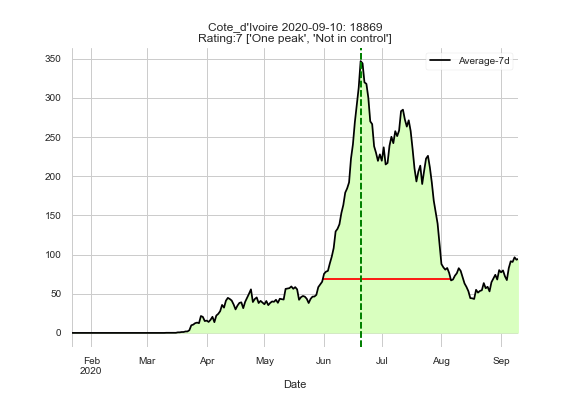 Cote_d'Ivoire 2020-09-10: 18869
Rating:7 ['One peak', 'Not in control']
Average-7d
350
300
250
200
150
100
50
0
Feb Mar Apr May Jun Jul Aug Sep
2020
Date